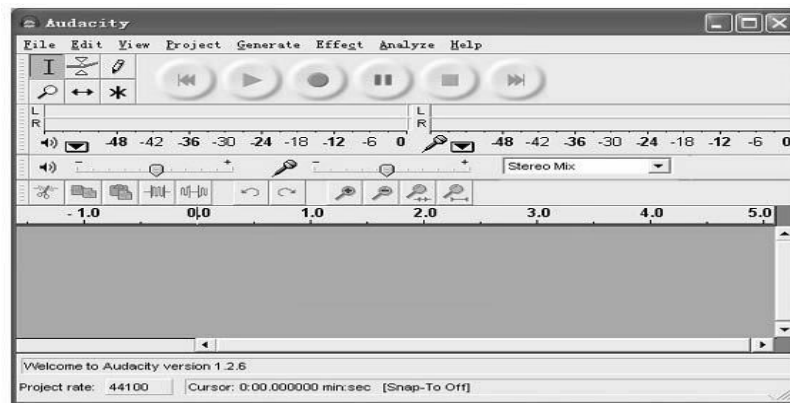 Audacity
File Edit View Project Generate Effect Analyze Help
L
R
-48 -42 -36 -30 -24 -18 -12 -6 0
L
R
-48 -42 -36 -30 -24 -18 -12 -6 0
- + - + Stereo Mix
- 1.0 0.0 1.0 2.0 3.0 4.0 5.0
Welcome to Audacity version 1.2.6
Project rate: 44100 Cursor: 0:00.000000 min:sec [Snap-To Off]